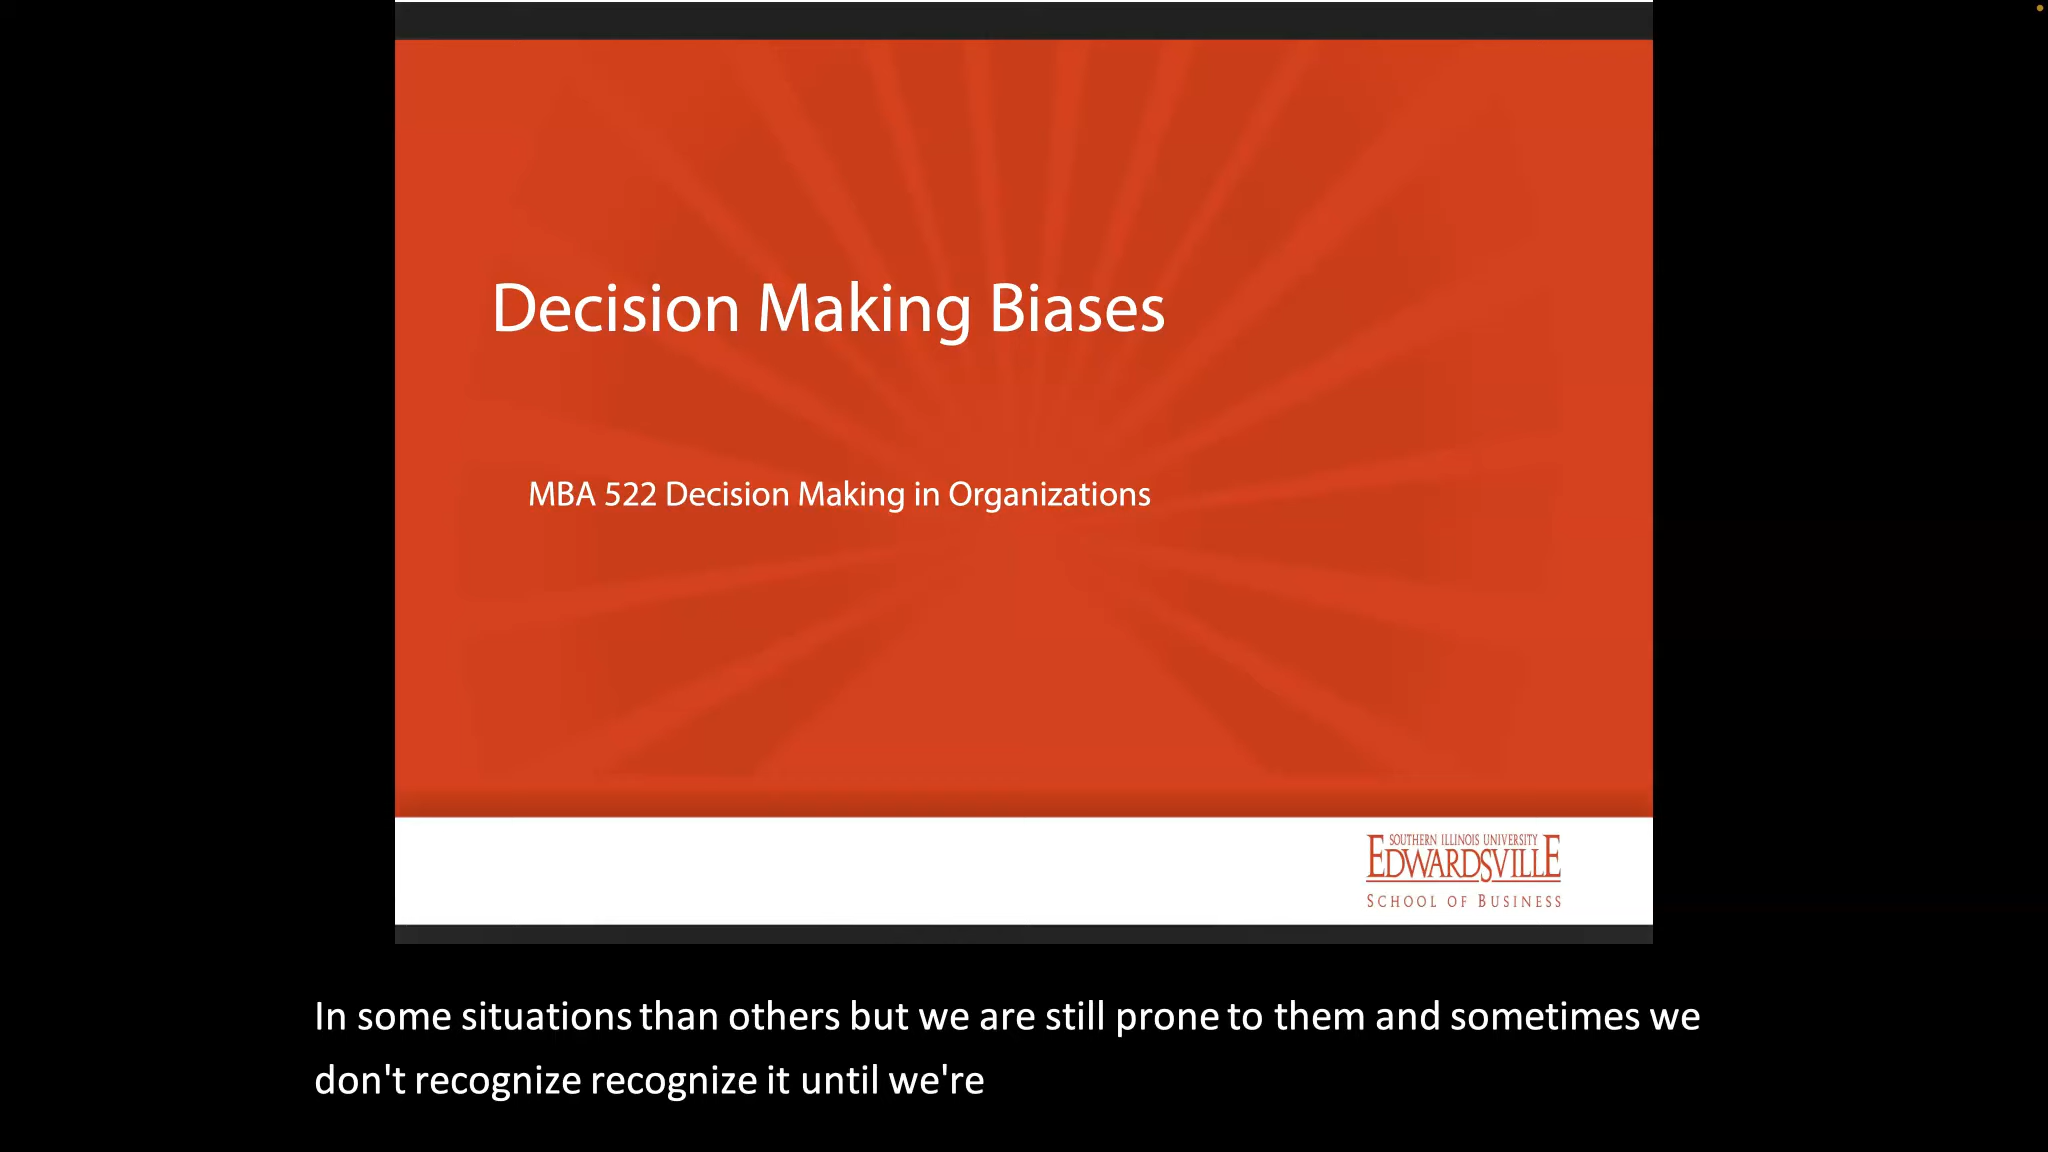 Decision Making Biases
MBA 522 Decision Making in Organizations
SOUTHERN ILLINOIS UNIVERSITY
EDWARDSVILLE
SCHOOL OF BUSINESS
In some situations than others but we are still prone to them and sometimes we
don't recognize recognize it until we're